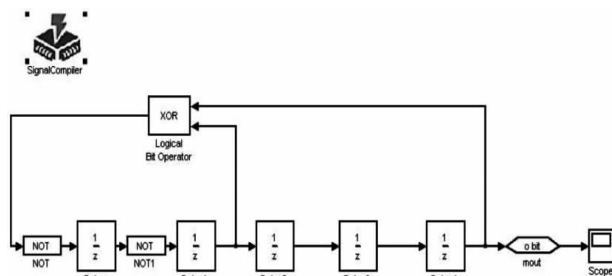 SignalCompiler
XOR
Logical
Bit Operator
NOT
1
z
NOT
1
z
1
z
1
z
1
z
o bit
NOT
NOT1
mout
Scope